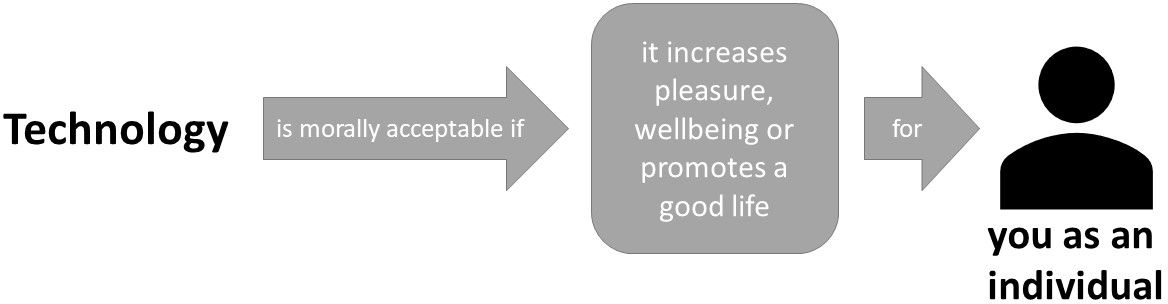 Technology
is morally acceptable if
it increases
pleasure,
wellbeing or
promotes a
good life
for
you as an
individual